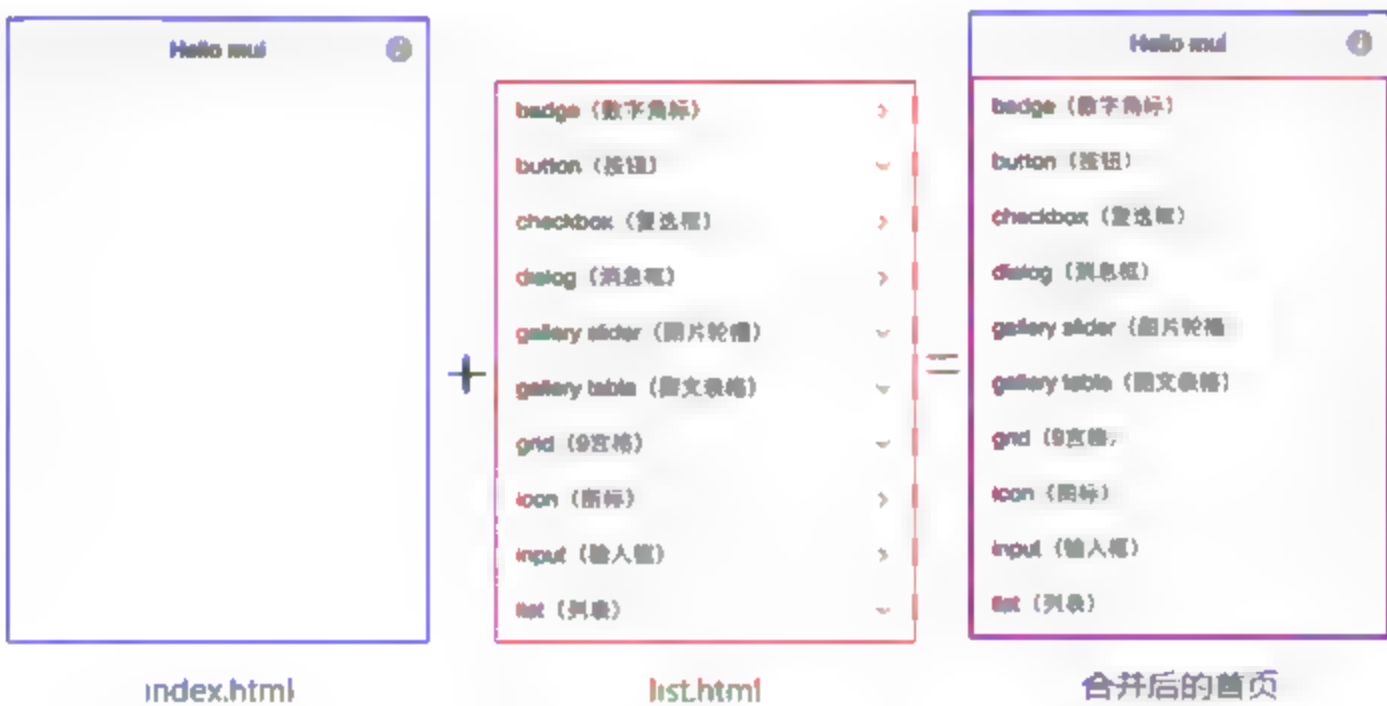 Hello mui
index.html
+
badge（数字角标）
button（按钮）
checkbox（复选框）
dialog（消息框）
gallery slider（图片轮播）
gallery table（图文表格）
grid（9宫格）
icon（图标）
input（输入框）
list（列表）
list.html
=
Hello mui
badge（数字角标）
button（按钮）
checkbox（复选框）
dialog（消息框）
gallery slider（图片轮播
gallery table（图文表格）
grid（9宫格）
icon（图标）
input（输入框）
list（列表）
合并后的首页